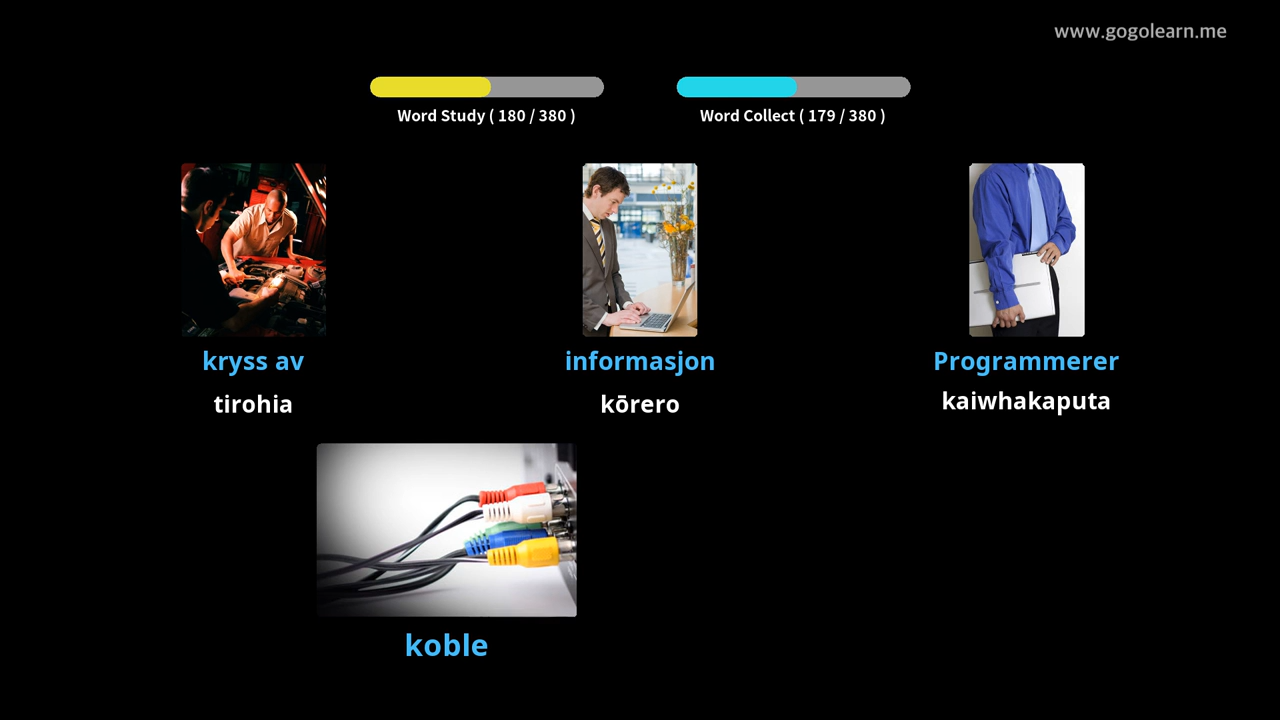 www.gogolearn.me
Word Study ( 180 / 380 )
Word Collect ( 179 / 380 )
kryss av
informasjon
Programmerer
tirohia
kōrero
kaiwhakaputa
koble